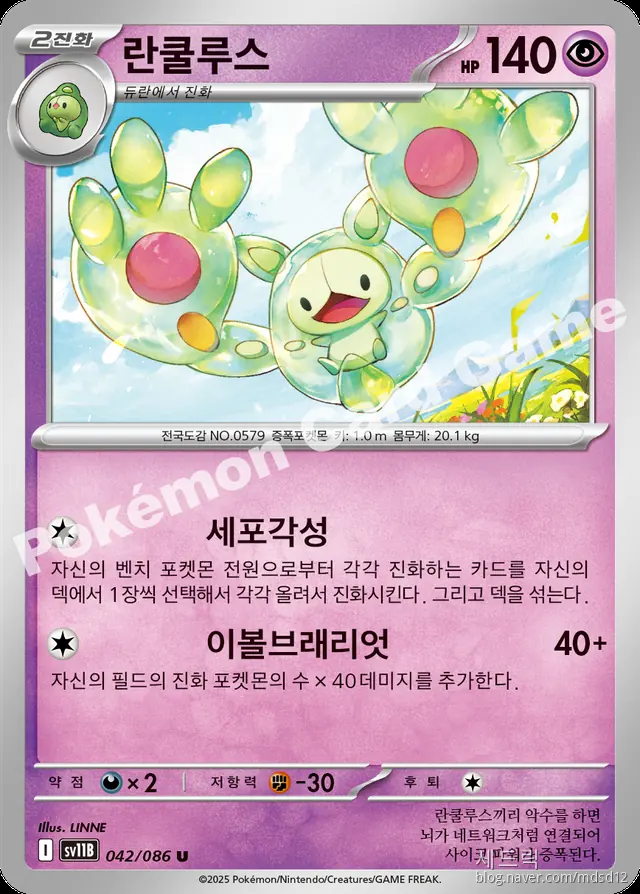 2진화
란쿨루스
HP 140
듀란에서 진화
Pokémon Card Game
전국도감 NO.0579 증폭포켓몬 키: 1.0 m 몸무게: 20.1 kg
세포각성
자신의 벤치 포켓몬 전원으로부터 각각 진화하는 카드를 자신의
덱에서 1장씩 선택해서 각각 올려서 진화시킨다. 그리고 덱을 섞는다.
이볼브래리엇 40+
자신의 필드의 진화 포켓몬의 수 × 40데미지를 추가한다.
약점 ×2 저항력 -30 후퇴
Illus. LINNE
란쿨루스끼리 악수를 하면
뇌가 네트워크처럼 연결되어
사이코 파워가 증폭된다.
I sv11B 042/086 U
blog.naver.com/mdsd12
©2025 Pokémon/Nintendo/Creatures/GAME FREAK.